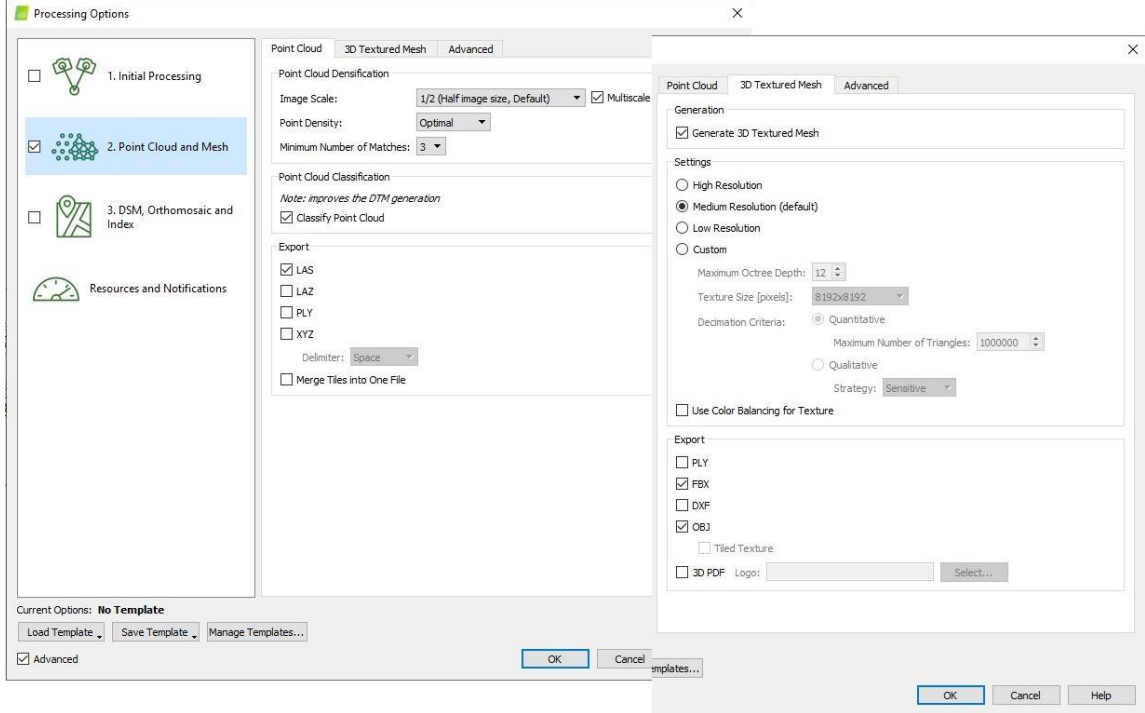 Processing Options
1. Initial Processing
2. Point Cloud and Mesh
3. DSM, Orthomosaic and
Index
Resources and Notifications
Point Cloud 3D Textured Mesh Advanced
Point Cloud Densification
Image Scale: 1/2 (Half image size, Default) Multiscale
Point Density: Optimal
Minimum Number of Matches: 3
Point Cloud Classification
Note: improves the DTM generation
Classify Point Cloud
Export
LAS
LAZ
PLY
XYZ
Delimiter: Space
Merge Tiles into One File
Current Options: No Template
Load Template Save Template Manage Templates...
Advanced
OK Cancel
Point Cloud 3D Textured Mesh Advanced
Generation
Generate 3D Textured Mesh
Settings
High Resolution
Medium Resolution (default)
Low Resolution
Custom
Maximum Octree Depth: 12
Texture Size [pixels]: 8192x8192
Decimation Criteria: Quantitative
Maximum Number of Triangles: 1000000
Qualitative
Strategy: Sensitive
Use Color Balancing for Texture
Export
PLY
FBX
DXF
OBJ
Tiled Texture
3D PDF Logo: Select...
emplates...
OK Cancel Help